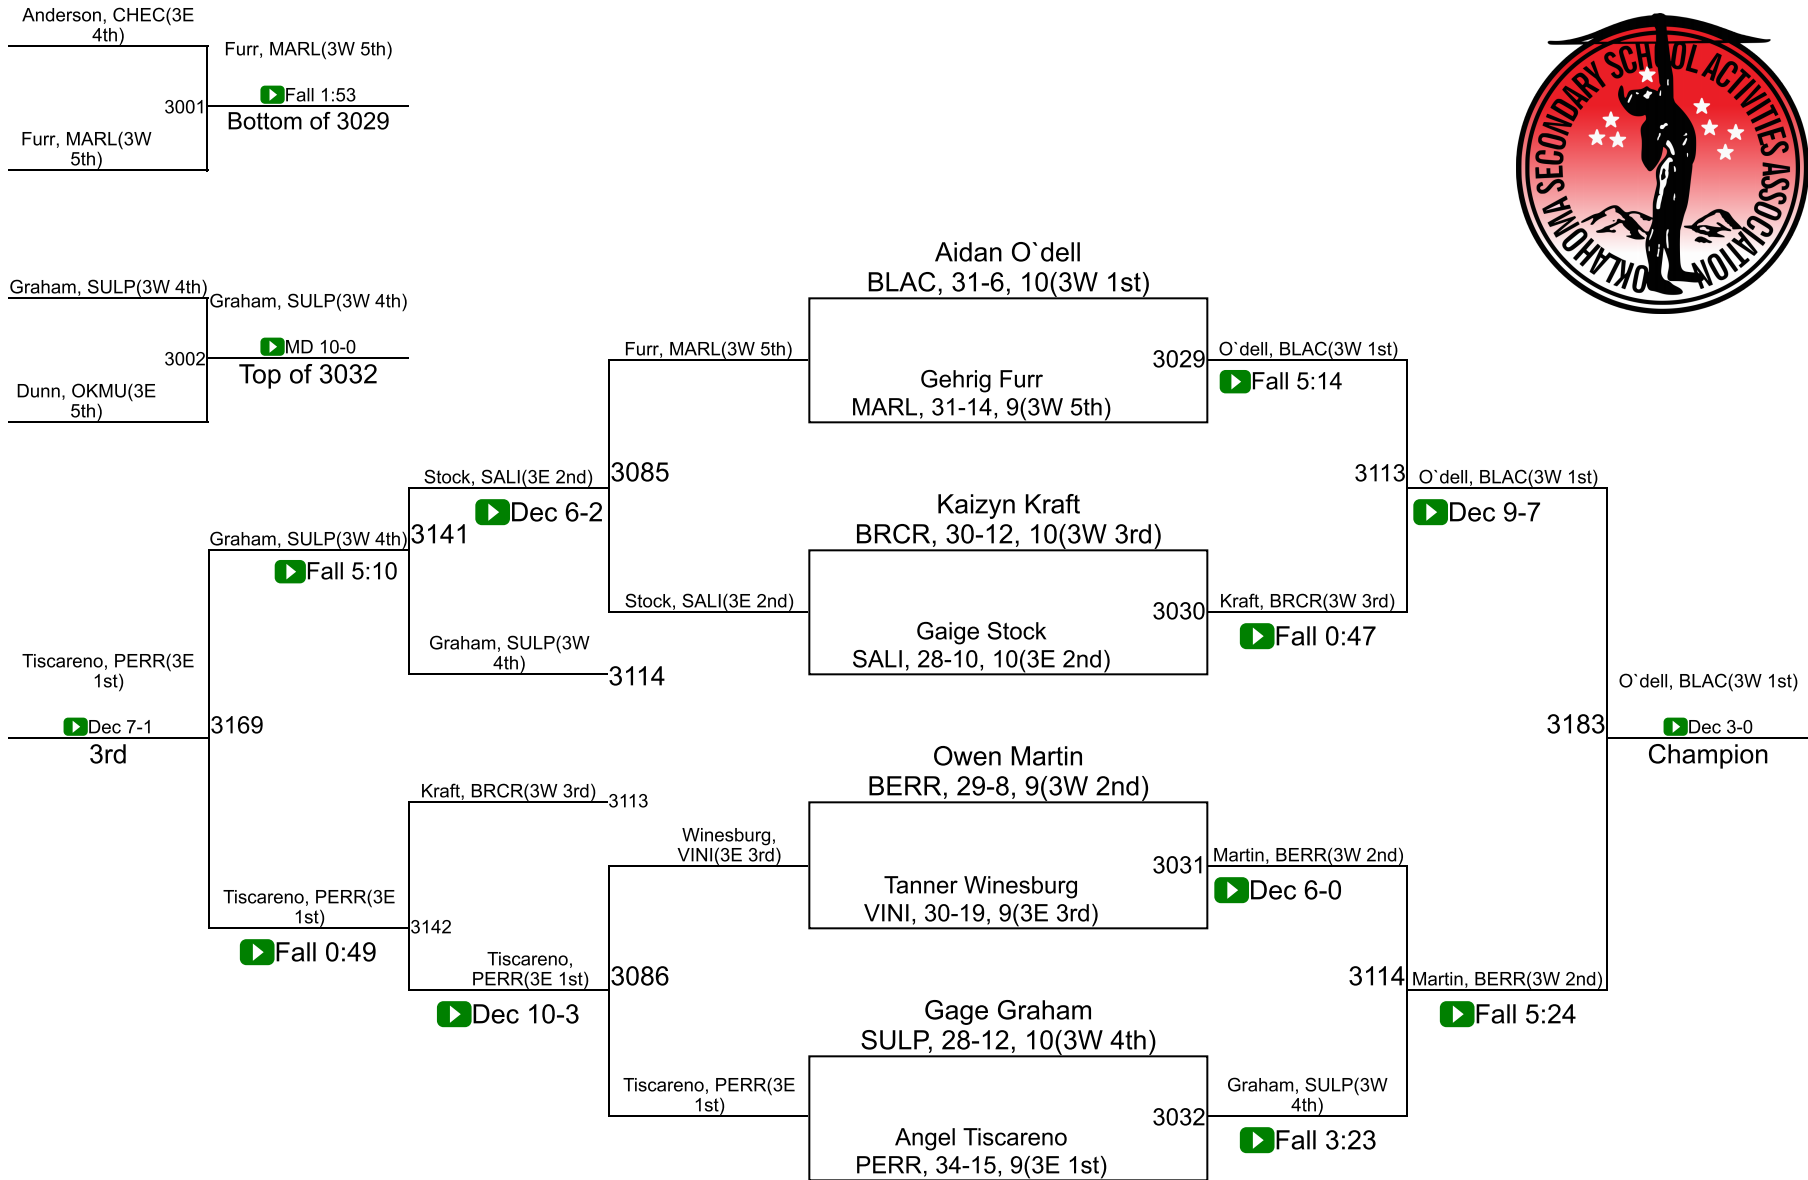 Anderson, CHEC(3E
4th)
Furr, MARL(3W 5th)
3001
Fall 1:53
Bottom of 3029
Furr, MARL(3W
5th)
OKLAHOMA SECONDARY SCHOOL ACTIVITIES ASSOCIATION
Graham, SULP(3W 4th)
Graham, SULP(3W 4th)
3002
MD 10-0
Top of 3032
Dunn, OKMU(3E
5th)
Aidan O`dell
BLAC, 31-6, 10(3W 1st)
Furr, MARL(3W 5th)
3029
O`dell, BLAC(3W 1st)
Fall 5:14
Gehrig Furr
MARL, 31-14, 9(3W 5th)
Stock, SALI(3E 2nd)
3085
Dec 6-2
3113
O`dell, BLAC(3W 1st)
Dec 9-7
Graham, SULP(3W 4th)
3141
Fall 5:10
Kaizyn Kraft
BRCR, 30-12, 10(3W 3rd)
Stock, SALI(3E 2nd)
3030
Kraft, BRCR(3W 3rd)
Fall 0:47
Gaige Stock
SALI, 28-10, 10(3E 2nd)
Graham, SULP(3W
4th)
3114
Tiscareno, PERR(3E
1st)
Dec 7-1
3rd
3169
O`dell, BLAC(3W 1st)
3183
Dec 3-0
Champion
Owen Martin
BERR, 29-8, 9(3W 2nd)
Kraft, BRCR(3W 3rd)
3113
Winesburg,
VINI(3E 3rd)
3031
Martin, BERR(3W 2nd)
Dec 6-0
Tanner Winesburg
VINI, 30-19, 9(3E 3rd)
Tiscareno, PERR(3E
1st)
3142
Fall 0:49
Tiscareno,
PERR(3E 1st)
3086
Dec 10-3
3114
Martin, BERR(3W 2nd)
Fall 5:24
Gage Graham
SULP, 28-12, 10(3W 4th)
Tiscareno, PERR(3E
1st)
3032
Graham, SULP(3W
4th)
Fall 3:23
Angel Tiscareno
PERR, 34-15, 9(3E 1st)